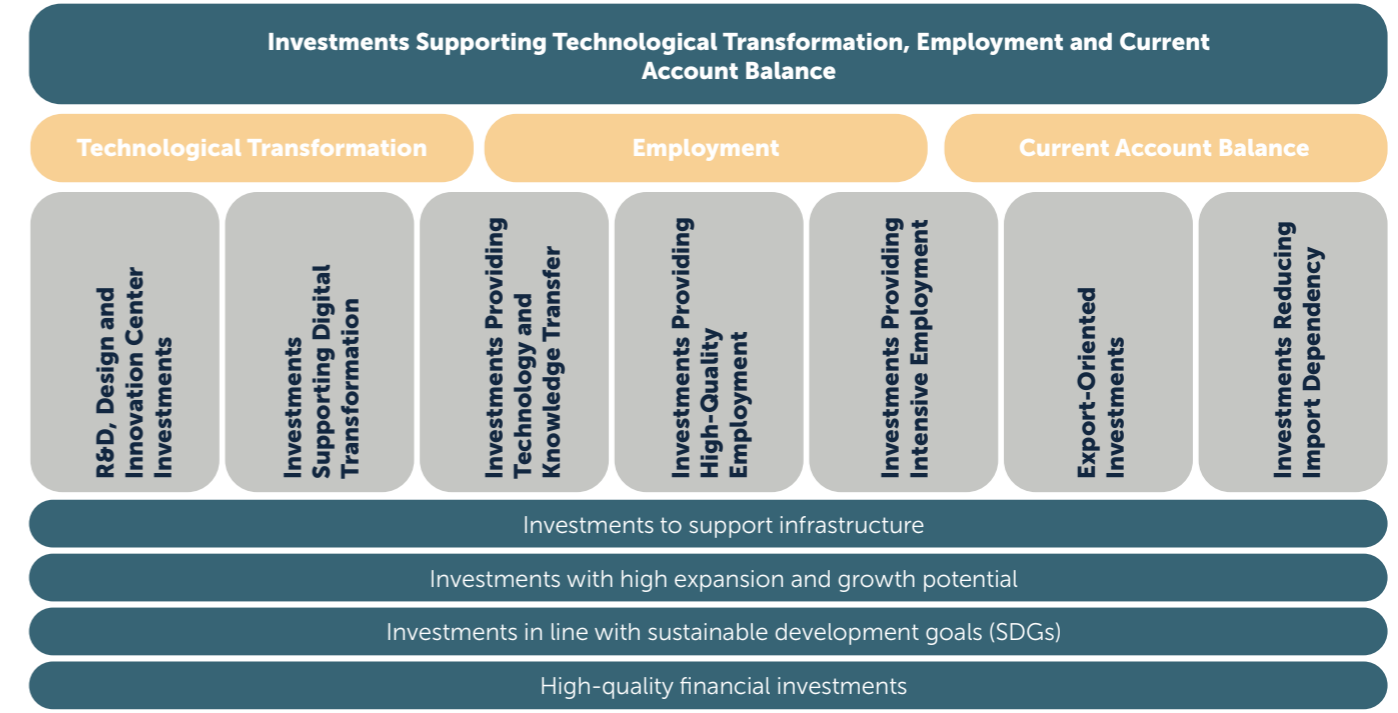 Investments Supporting Technological Transformation, Employment and Current
Account Balance
Technological Transformation
Employment
Current Account Balance
R&D, Design and
Innovation Center
Investments
Investments
Supporting Digital
Transformation
Investments Providing
Technology and
Knowledge Transfer
Investments Providing
High-Quality
Employment
Investments Providing
Intensive Employment
Export-Oriented
Investments
Investments Reducing
Import Dependency
Investments to support infrastructure
Investments with high expansion and growth potential
Investments in line with sustainable development goals (SDGs)
High-quality financial investments